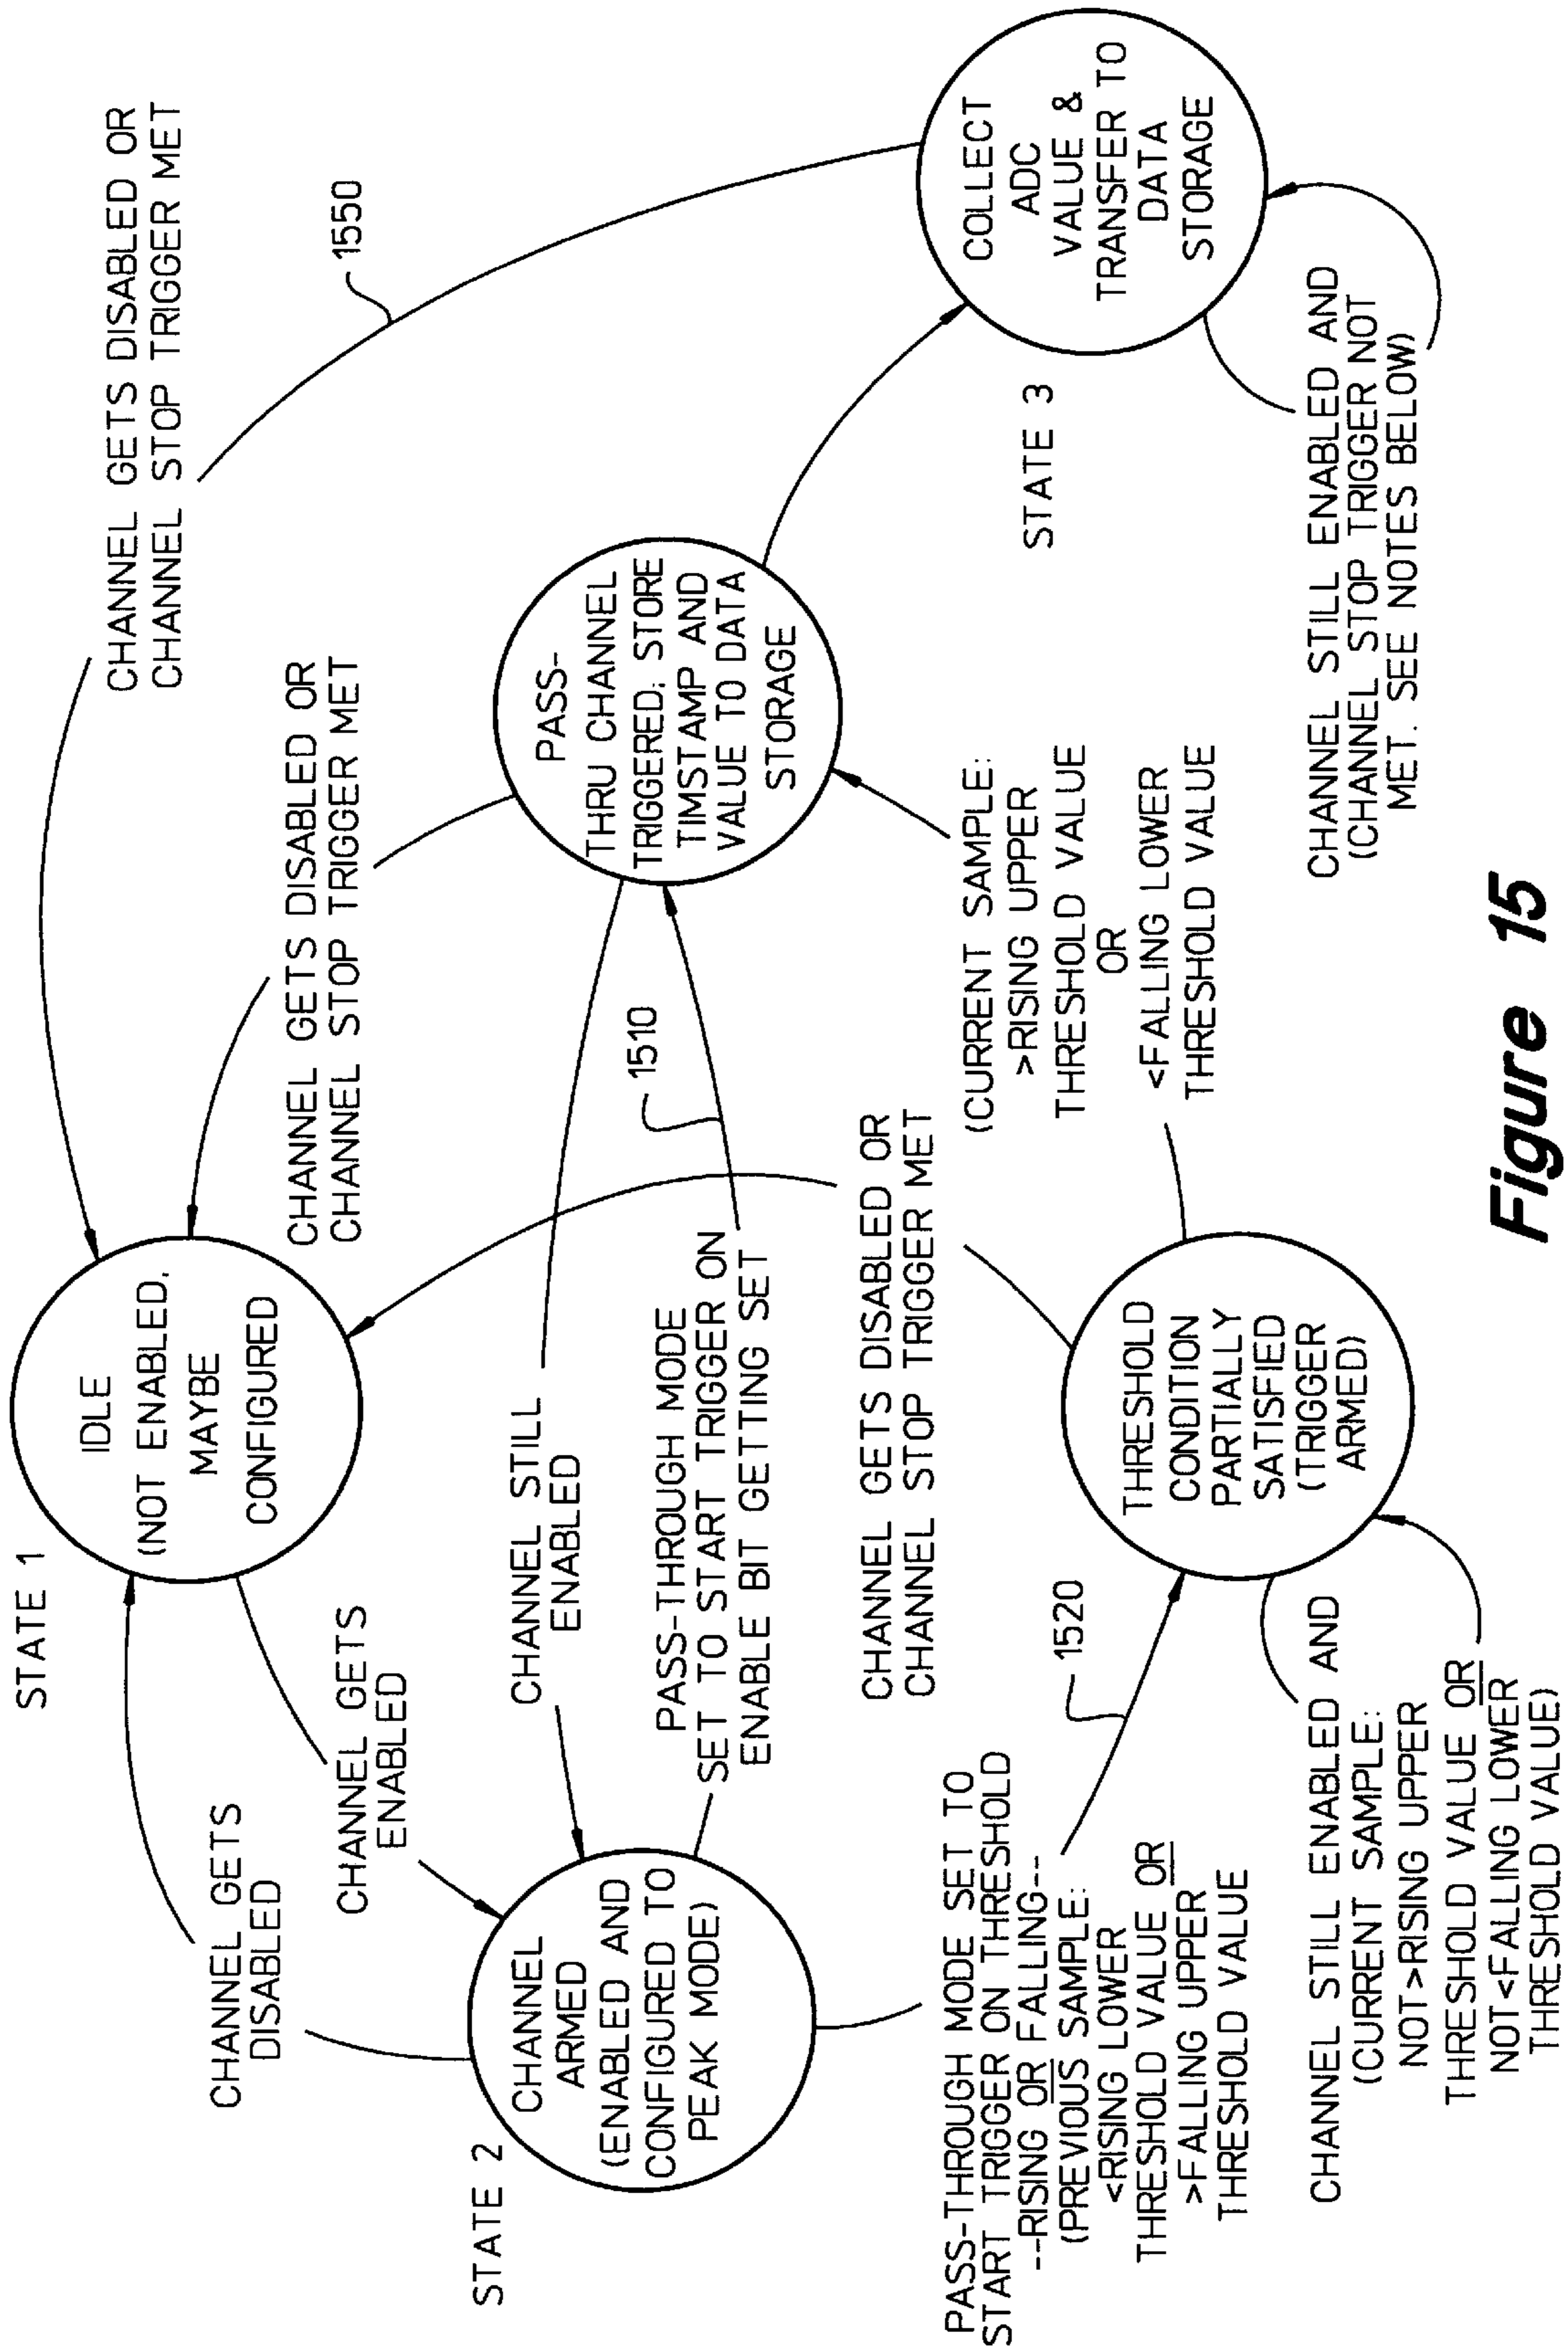 STATE 1
IDLE
(NOT ENABLED,
MAYBE
CONFIGURED
CHANNEL GETS DISABLED OR
CHANNEL STOP TRIGGER MET
1550
CHANNEL GETS
DISABLED
CHANNEL GETS
ENABLED
CHANNEL GETS DISABLED OR
CHANNEL STOP TRIGGER MET
STATE 2
CHANNEL
ARMED
(ENABLED AND
CONFIGURED TO
PEAK MODE)
CHANNEL STILL
ENABLED
1510
PASS-THROUGH MODE
SET TO START TRIGGER ON
ENABLE BIT GETTING SET
PASS-
THRU CHANNEL
TRIGGERED; STORE
TIMSTAMP AND
VALUE TO DATA
STORAGE
COLLECT
ADC
VALUE &
TRANSFER TO
DATA
STORAGE
STATE 3
CHANNEL GETS DISABLED OR
CHANNEL STOP TRIGGER MET
PASS-THROUGH MODE SET TO
START TRIGGER ON THRESHOLD
--RISING OR FALLING--
(PREVIOUS SAMPLE:
<RISING LOWER
THRESHOLD VALUE OR
>FALLING UPPER
THRESHOLD VALUE
1520
THRESHOLD
CONDITION
PARTIALLY
SATISFIED
(TRIGGER
ARMED)
(CURRENT SAMPLE:
>RISING UPPER
THRESHOLD VALUE
OR
<FALLING LOWER
THRESHOLD VALUE
CHANNEL STILL ENABLED AND
(CURRENT SAMPLE:
NOT>RISING UPPER
THRESHOLD VALUE OR
NOT<FALLING LOWER
THRESHOLD VALUE)
CHANNEL STILL ENABLED AND
(CHANNEL STOP TRIGGER NOT
MET. SEE NOTES BELOW)
Figure 15